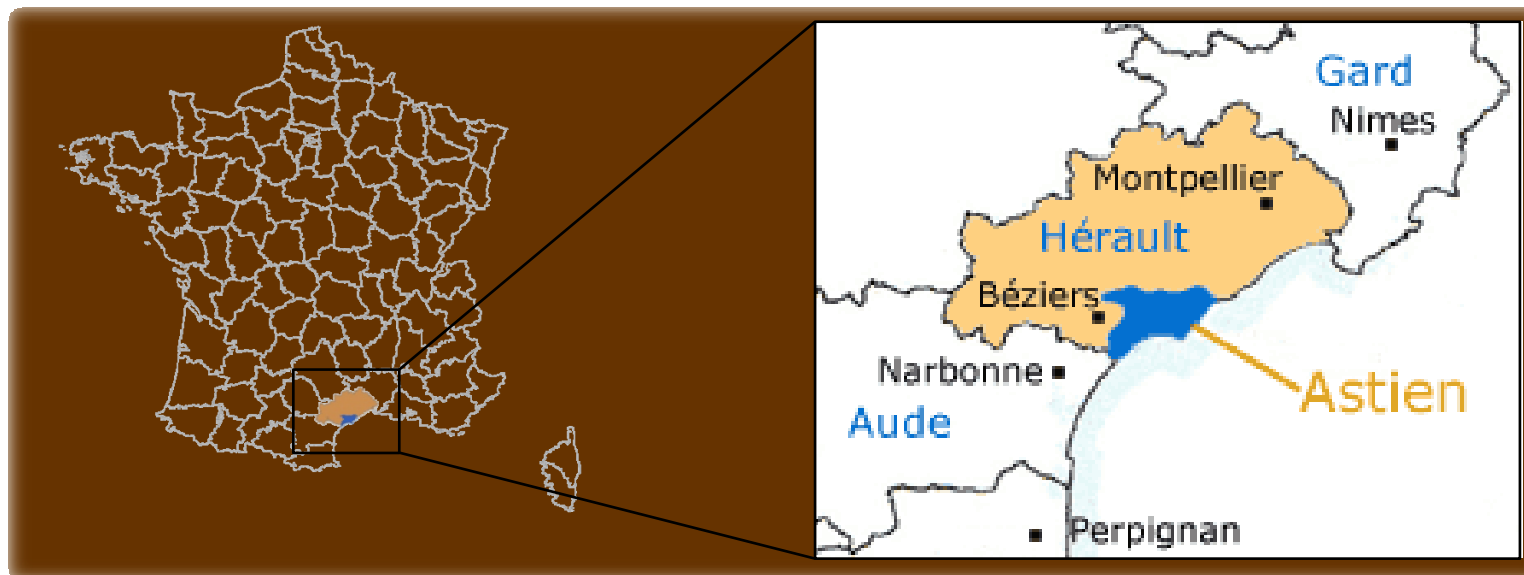 Gard
Nimes
Montpellier
Hérault
Béziers
Narbonne
Astien
Aude
Perpignan